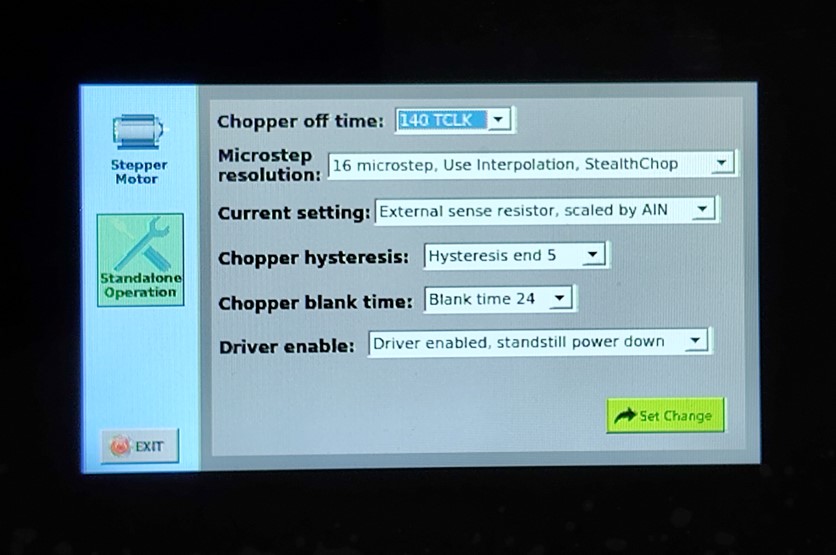 Chopper off time: 140 TCLK
Microstep
resolution: 16 microstep, Use Interpolation, StealthChop
Current setting: External sense resistor, scaled by AIN
Chopper hysteresis: Hysteresis end 5
Chopper blank time: Blank time 24
Driver enable: Driver enabled, standstill power down
Set Change
Stepper
Motor
Standalone
Operation
EXIT